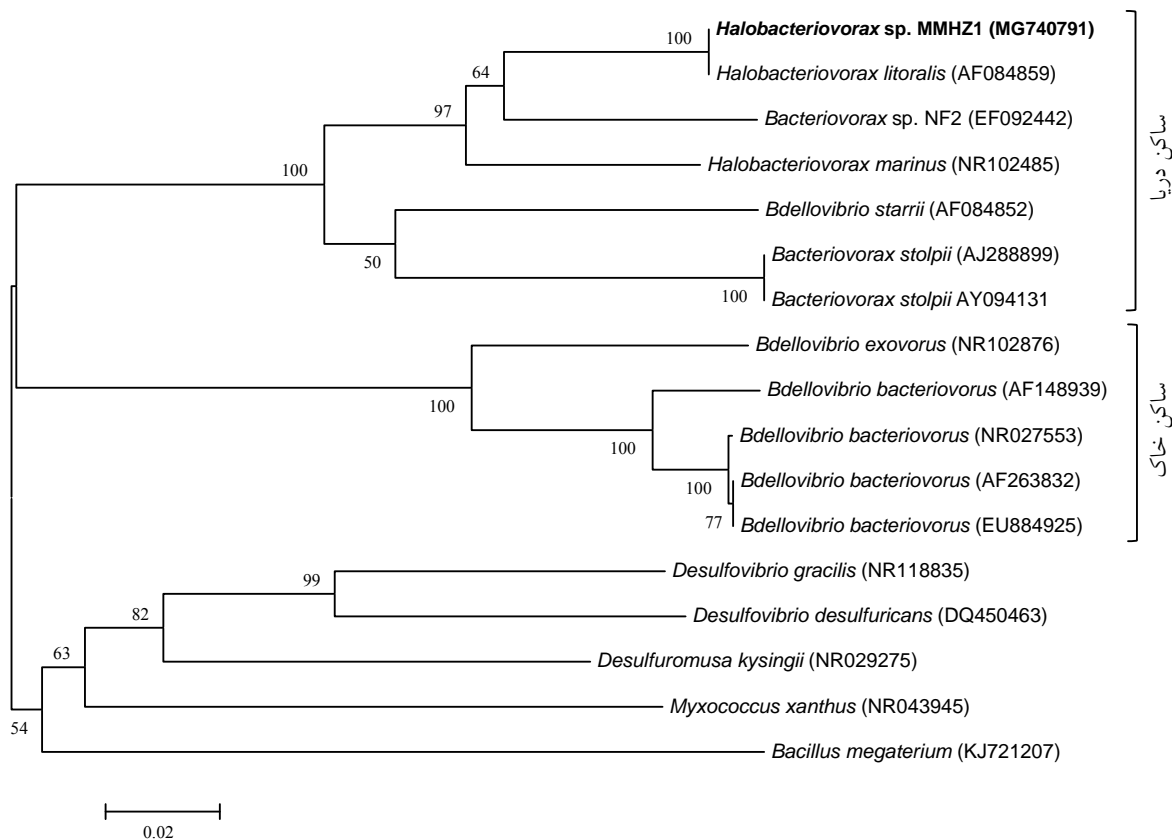 Halobacteriovorax sp. MMHZ1 (MG740791)
100
Halobacteriovorax litoralis (AF084859)
64
Bacteriovorax sp. NF2 (EF092442)
97
Halobacteriovorax marinus (NR102485)
100
Bdellovibrio starrii (AF084852)
50
Bacteriovorax stolpii (AJ288899)
100
Bacteriovorax stolpii AY094131
ساکن دریا
Bdellovibrio exovorus (NR102876)
100
Bdellovibrio bacteriovorus (AF148939)
100
Bdellovibrio bacteriovorus (NR027553)
100
Bdellovibrio bacteriovorus (AF263832)
77
Bdellovibrio bacteriovorus (EU884925)
ساکن خاک
Desulfovibrio gracilis (NR118835)
99
Desulfovibrio desulfuricans (DQ450463)
82
Desulfuromusa kysingii (NR029275)
63
Myxococcus xanthus (NR043945)
54
Bacillus megaterium (KJ721207)
0.02